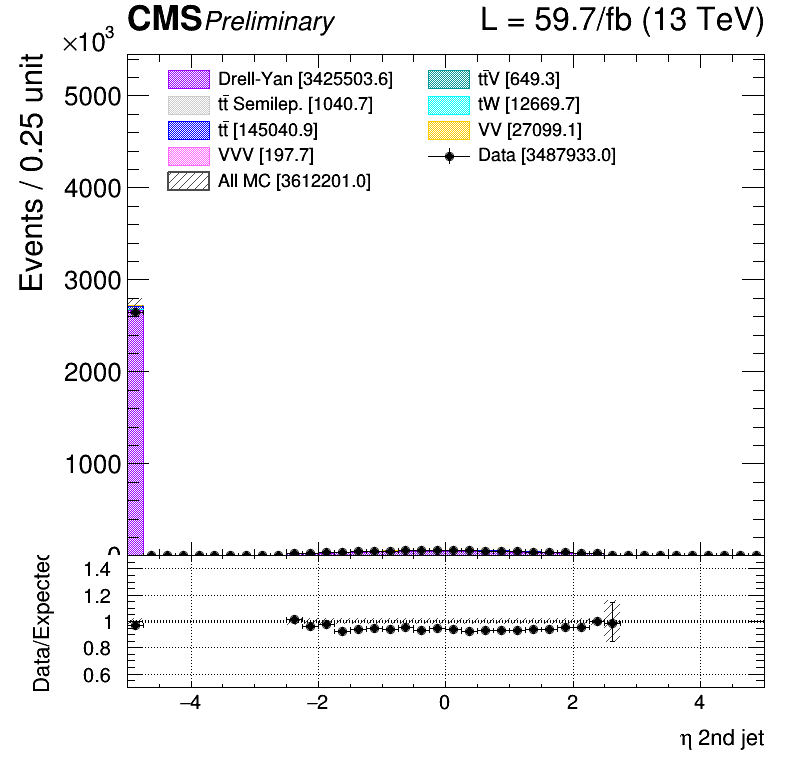 CMS Preliminary L = 59.7/fb (13 TeV)
×10³
Events / 0.25 unit
5000
4000
3000
2000
1000
0
Drell-Yan [3425503.6]
tt̄ Semilep. [1040.7]
tt̄ [145040.9]
VVV [197.7]
All MC [3612201.0]
tt̄V [649.3]
tW [12669.7]
VV [27099.1]
Data [3487933.0]
Data/Expected
1.4
1.2
1
0.8
0.6
−4 −2 0 2 4
η 2nd jet